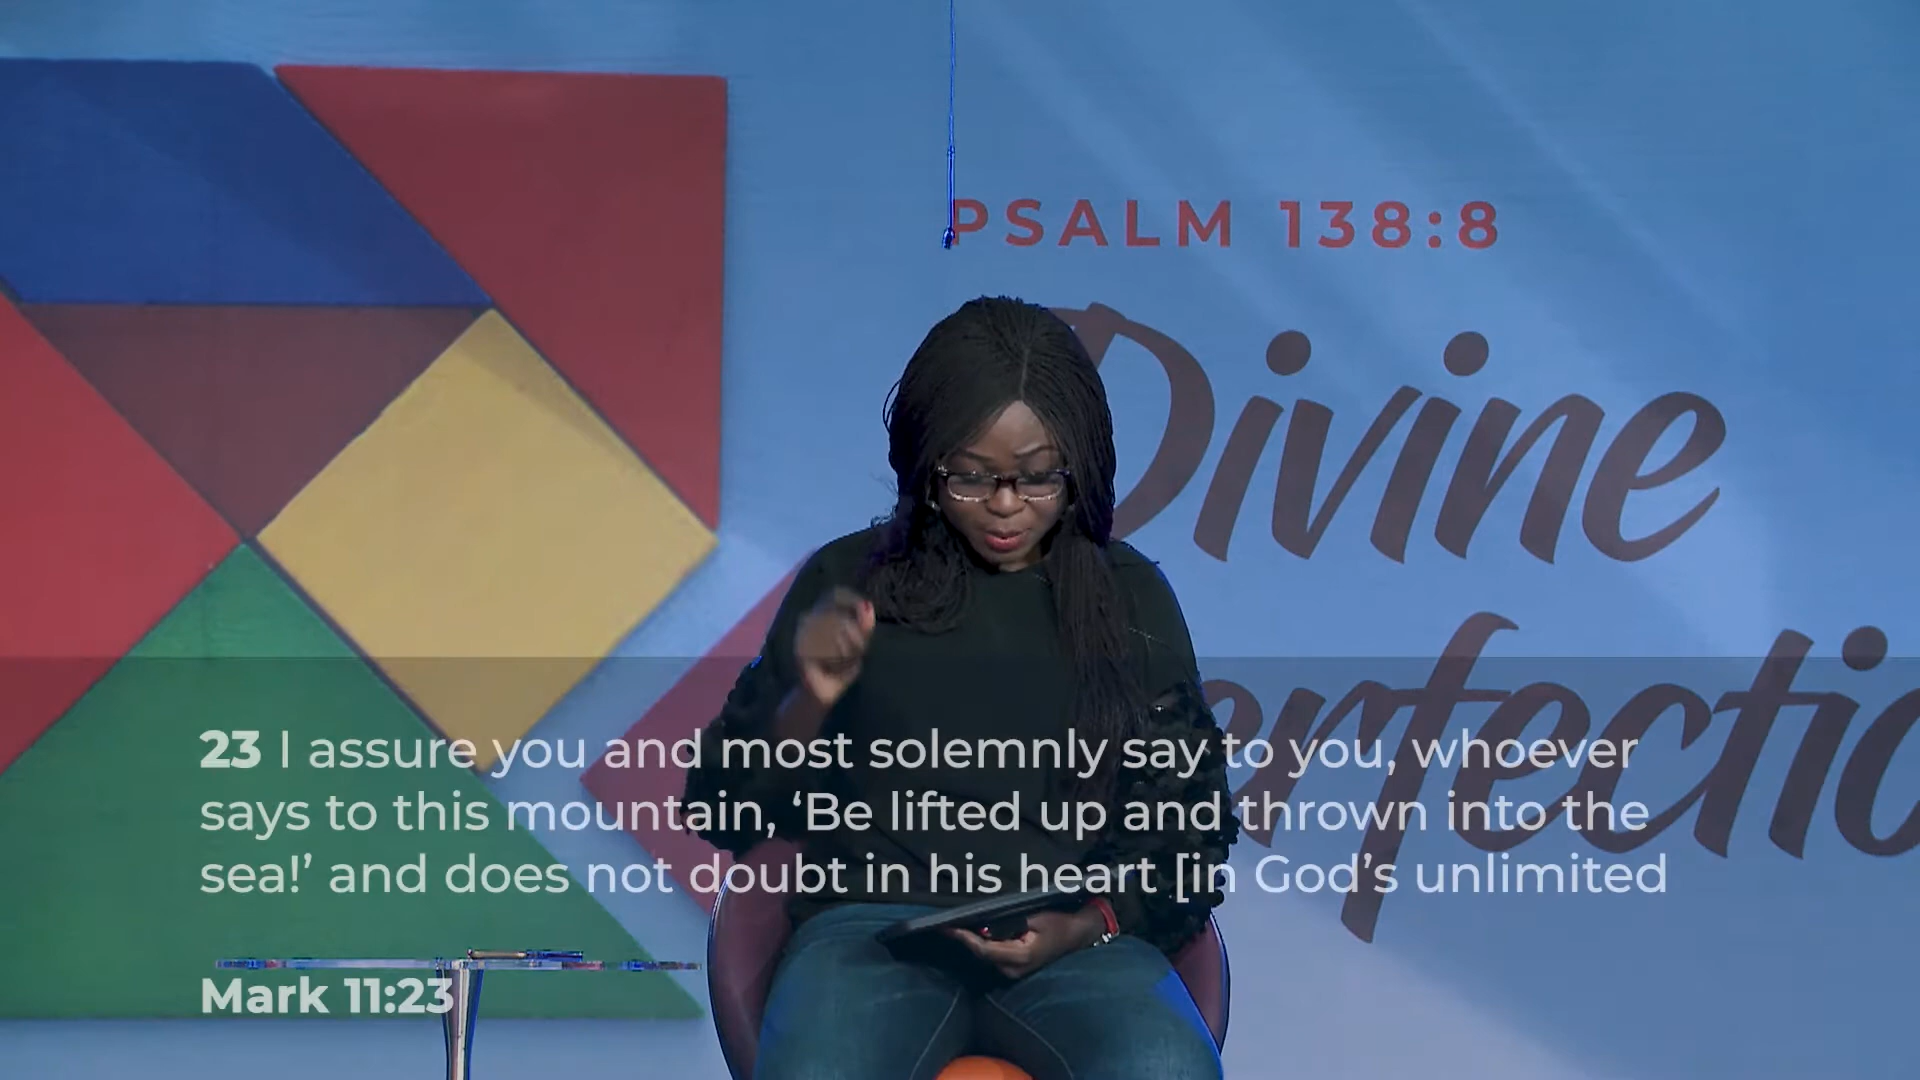 PSALM 138:8
Divine
erfectio
23 I assure you and most solemnly say to you, whoever
says to this mountain, ‘Be lifted up and thrown into the
sea!’ and does not doubt in his heart [in God’s unlimited
Mark 11:23